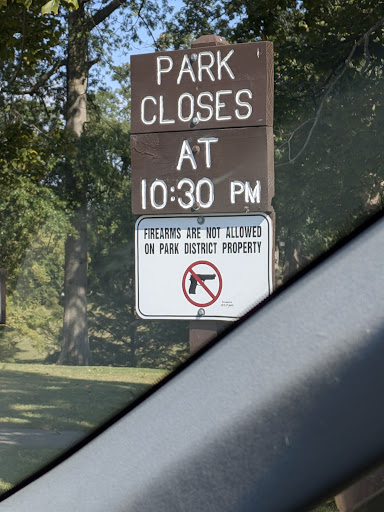 PARK
CLOSES
AT
10:30 PM
FIREARMS ARE NOT ALLOWED
ON PARK DISTRICT PROPERTY